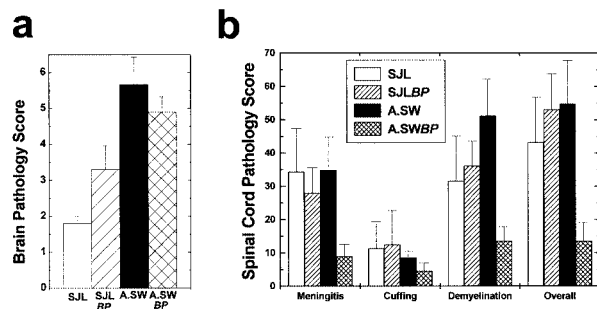 a
b
Brain Pathology Score
6
5
4
3
2
1
0
SJL
SJL
BP
A.SW
A.SW
BP
Spinal Cord Pathology Score
70
60
50
40
30
20
10
0
SJL
SJLBP
A.SW
A.SWBP
Meningitis
Cuffing
Demyelination
Overall